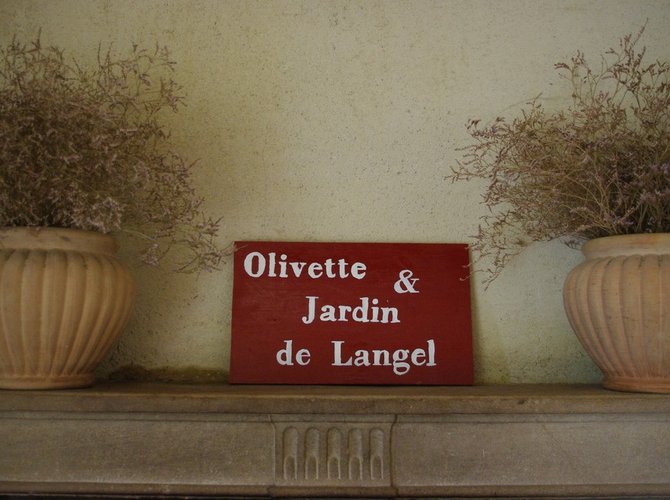 Olivette &
Jardin
de Langel